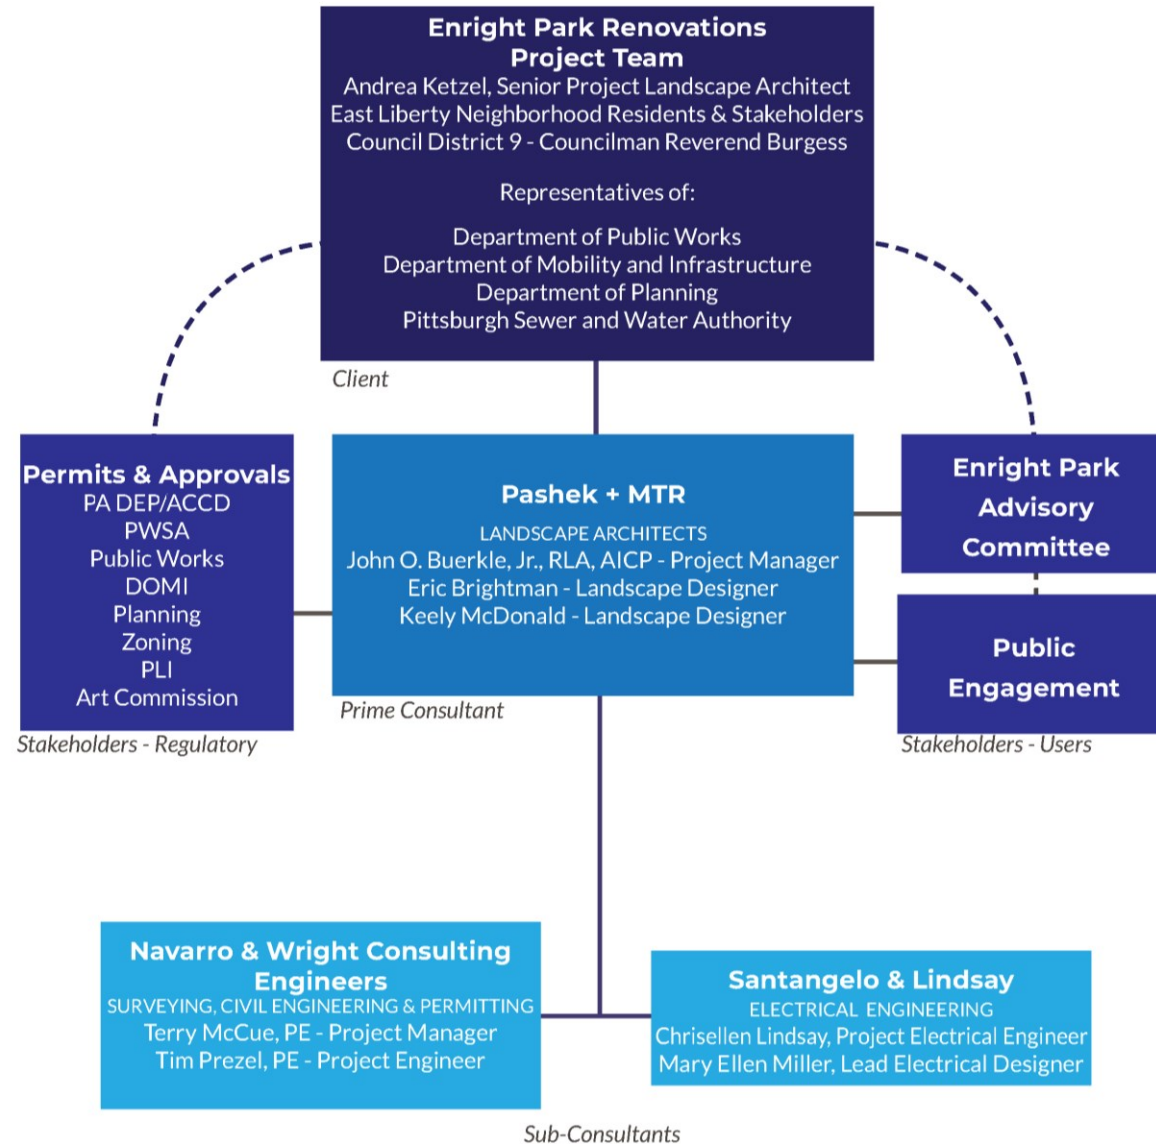 Enright Park Renovations
Project Team
Andrea Ketzel, Senior Project Landscape Architect
East Liberty Neighborhood Residents & Stakeholders
Council District 9 - Councilman Reverend Burgess
Representatives of:
Department of Public Works
Department of Mobility and Infrastructure
Department of Planning
Pittsburgh Sewer and Water Authority
Client
Permits & Approvals
PA DEP/ACCD
PWSA
Public Works
DOMI
Planning
Zoning
PLI
Art Commission
Stakeholders - Regulatory
Pashek + MTR
LANDSCAPE ARCHITECTS
John O. Buerkle, Jr., RLA, AICP - Project Manager
Eric Brightman - Landscape Designer
Keely McDonald - Landscape Designer
Prime Consultant
Enright Park
Advisory
Committee
Public
Engagement
Stakeholders - Users
Navarro & Wright Consulting
Engineers
SURVEYING, CIVIL ENGINEERING & PERMITTING
Terry McCue, PE - Project Manager
Tim Prezel, PE - Project Engineer
Santangelo & Lindsay
ELECTRICAL ENGINEERING
Chrisellen Lindsay, Project Electrical Engineer
Mary Ellen Miller, Lead Electrical Designer
Sub-Consultants